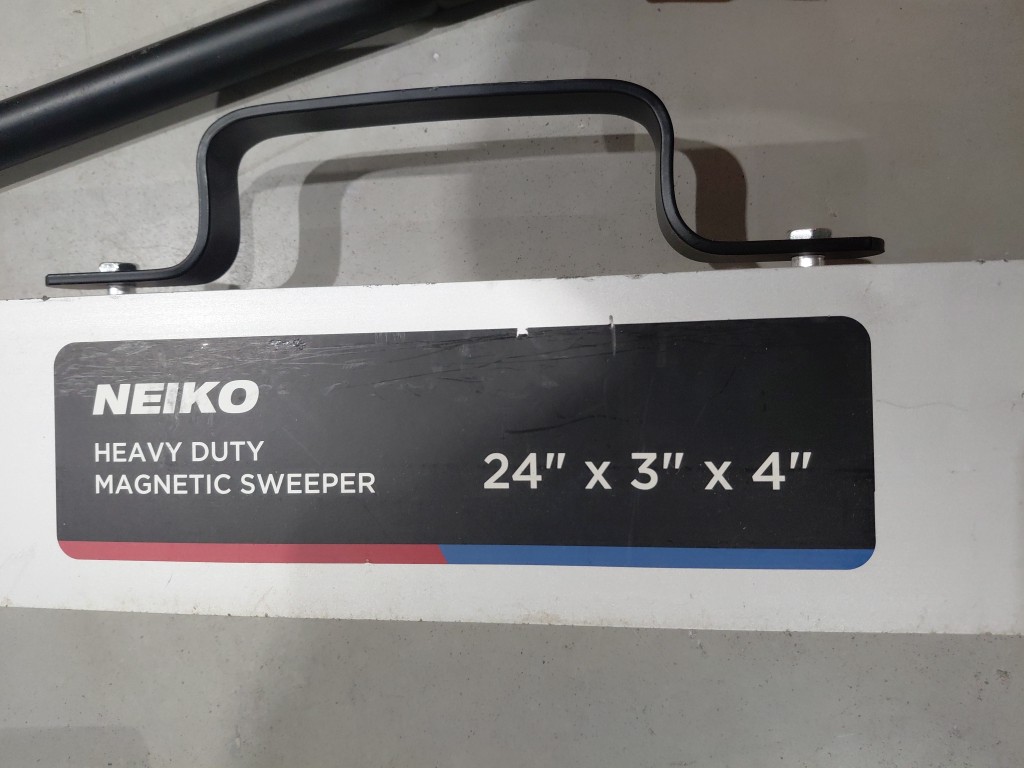 NEIKO
HEAVY DUTY
MAGNETIC SWEEPER
24" x 3" x 4"